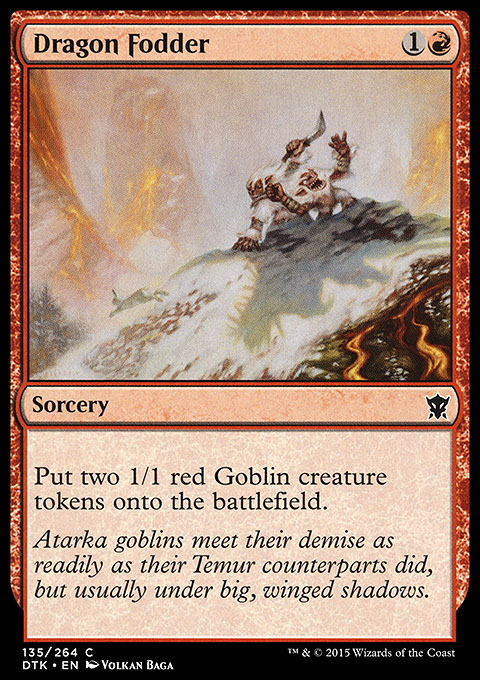 Dragon Fodder 1
Sorcery
Put two 1/1 red Goblin creature
tokens onto the battlefield.
Atarka goblins meet their demise as
readily as their Temur counterparts did,
but usually under big, winged shadows.
135/264 C
DTK • EN Volkan Baga
™ & © 2015 Wizards of the Coast